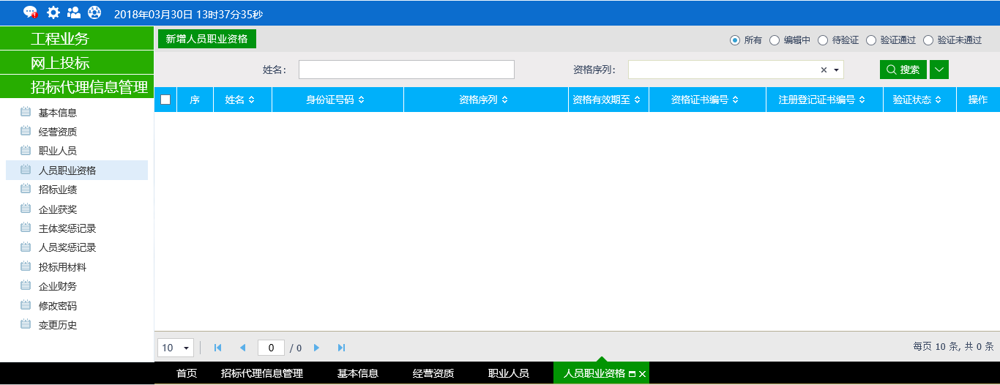 2018年03月30日 13时37分35秒
工程业务
网上投标
招标代理信息管理
基本信息
经营资质
职业人员
人员职业资格
招标业绩
企业获奖
主体奖惩记录
人员奖惩记录
投标用材料
企业财务
修改密码
变更历史
新增人员职业资格
所有 编辑中 待验证 验证通过 验证未通过
姓名: 资格序列: 搜索
序 姓名 身份证号码 资格序列 资格有效期至 资格证书编号 注册登记证书编号 验证状态 操作
10 0 / 0 每页 10 条, 共 0 条
首页 招标代理信息管理 基本信息 经营资质 职业人员 人员职业资格